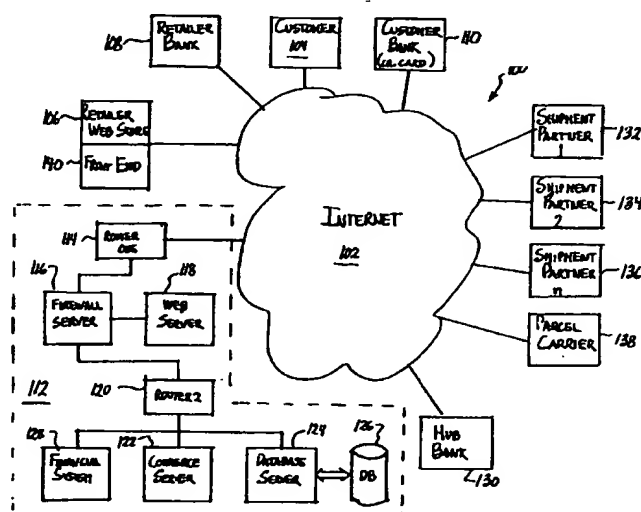 108
RETAILER
BANK
CUSTOMER
104
CUSTOMER
BANK
(CR. CARD)
110
100
106
RETAILER
WEB STORE
140
FRONT END
SHIPMENT
PARTNER
1
132
SHIPMENT
PARTNER
2
134
SHIPMENT
PARTNER
n
136
PARCEL
CARRIER
138
INTERNET
102
114
ROUTER
ONE
116
FIREWALL
SERVER
118
WEB
SERVER
112
120
ROUTER 2
128
FINANCIAL
SYSTEM
122
COMMERCE
SERVER
124
DATABASE
SERVER
126
DB
HUB
BANK
130